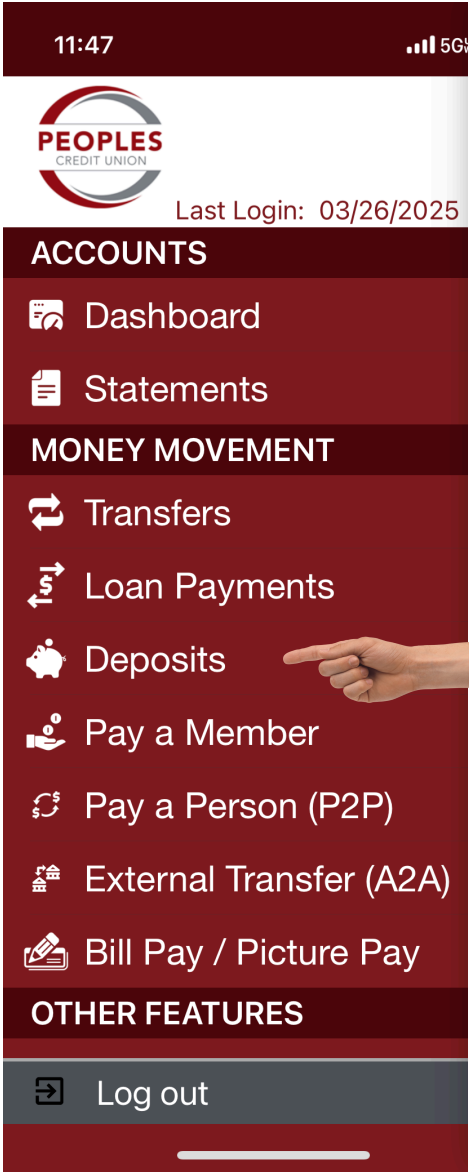 11:47
5G
PEOPLES
CREDIT UNION
Last Login: 03/26/2025
ACCOUNTS
Dashboard
Statements
MONEY MOVEMENT
Transfers
Loan Payments
Deposits
Pay a Member
Pay a Person (P2P)
External Transfer (A2A)
Bill Pay / Picture Pay
OTHER FEATURES
Log out